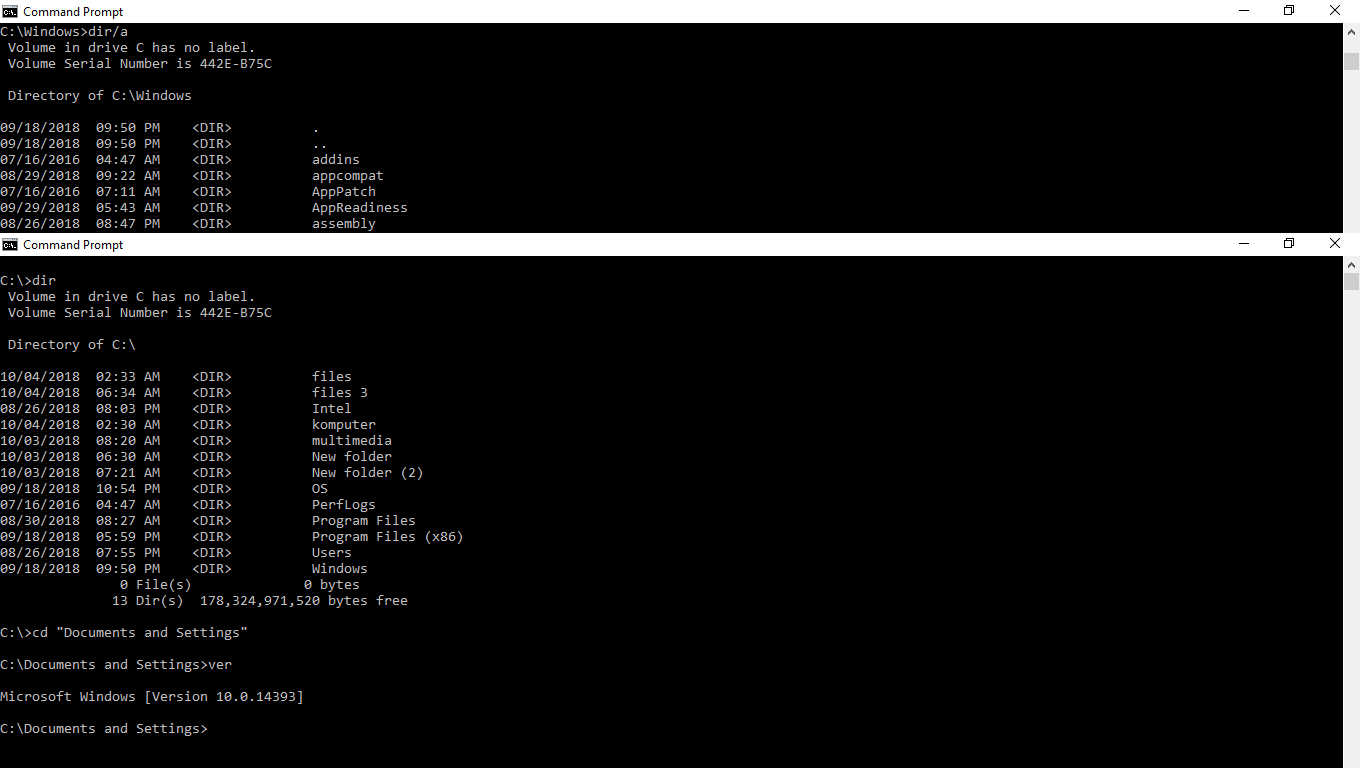 Command Prompt
C:\Windows>dir/a
 Volume in drive C has no label.
 Volume Serial Number is 442E-B75C
 Directory of C:\Windows
09/18/2018  09:50 PM    <DIR>          .
09/18/2018  09:50 PM    <DIR>          ..
07/16/2016  04:47 AM    <DIR>          addins
08/29/2018  09:22 AM    <DIR>          appcompat
07/16/2016  07:11 AM    <DIR>          AppPatch
09/29/2018  05:43 AM    <DIR>          AppReadiness
08/26/2018  08:47 PM    <DIR>          assembly
Command Prompt
C:\>dir
 Volume in drive C has no label.
 Volume Serial Number is 442E-B75C
 Directory of C:\
10/04/2018  02:33 AM    <DIR>          files
10/04/2018  06:34 AM    <DIR>          files 3
08/26/2018  08:03 PM    <DIR>          Intel
10/04/2018  02:30 AM    <DIR>          komputer
10/03/2018  08:20 AM    <DIR>          multimedia
10/03/2018  06:30 AM    <DIR>          New folder
10/03/2018  07:21 AM    <DIR>          New folder (2)
09/18/2018  10:54 PM    <DIR>          OS
07/16/2016  04:47 AM    <DIR>          PerfLogs
08/30/2018  08:27 AM    <DIR>          Program Files
09/18/2018  05:59 PM    <DIR>          Program Files (x86)
08/26/2018  07:55 PM    <DIR>          Users
09/18/2018  09:50 PM    <DIR>          Windows
               0 File(s)              0 bytes
              13 Dir(s)  178,324,971,520 bytes free
C:\>cd "Documents and Settings"
C:\Documents and Settings>ver
Microsoft Windows [Version 10.0.14393]
C:\Documents and Settings>